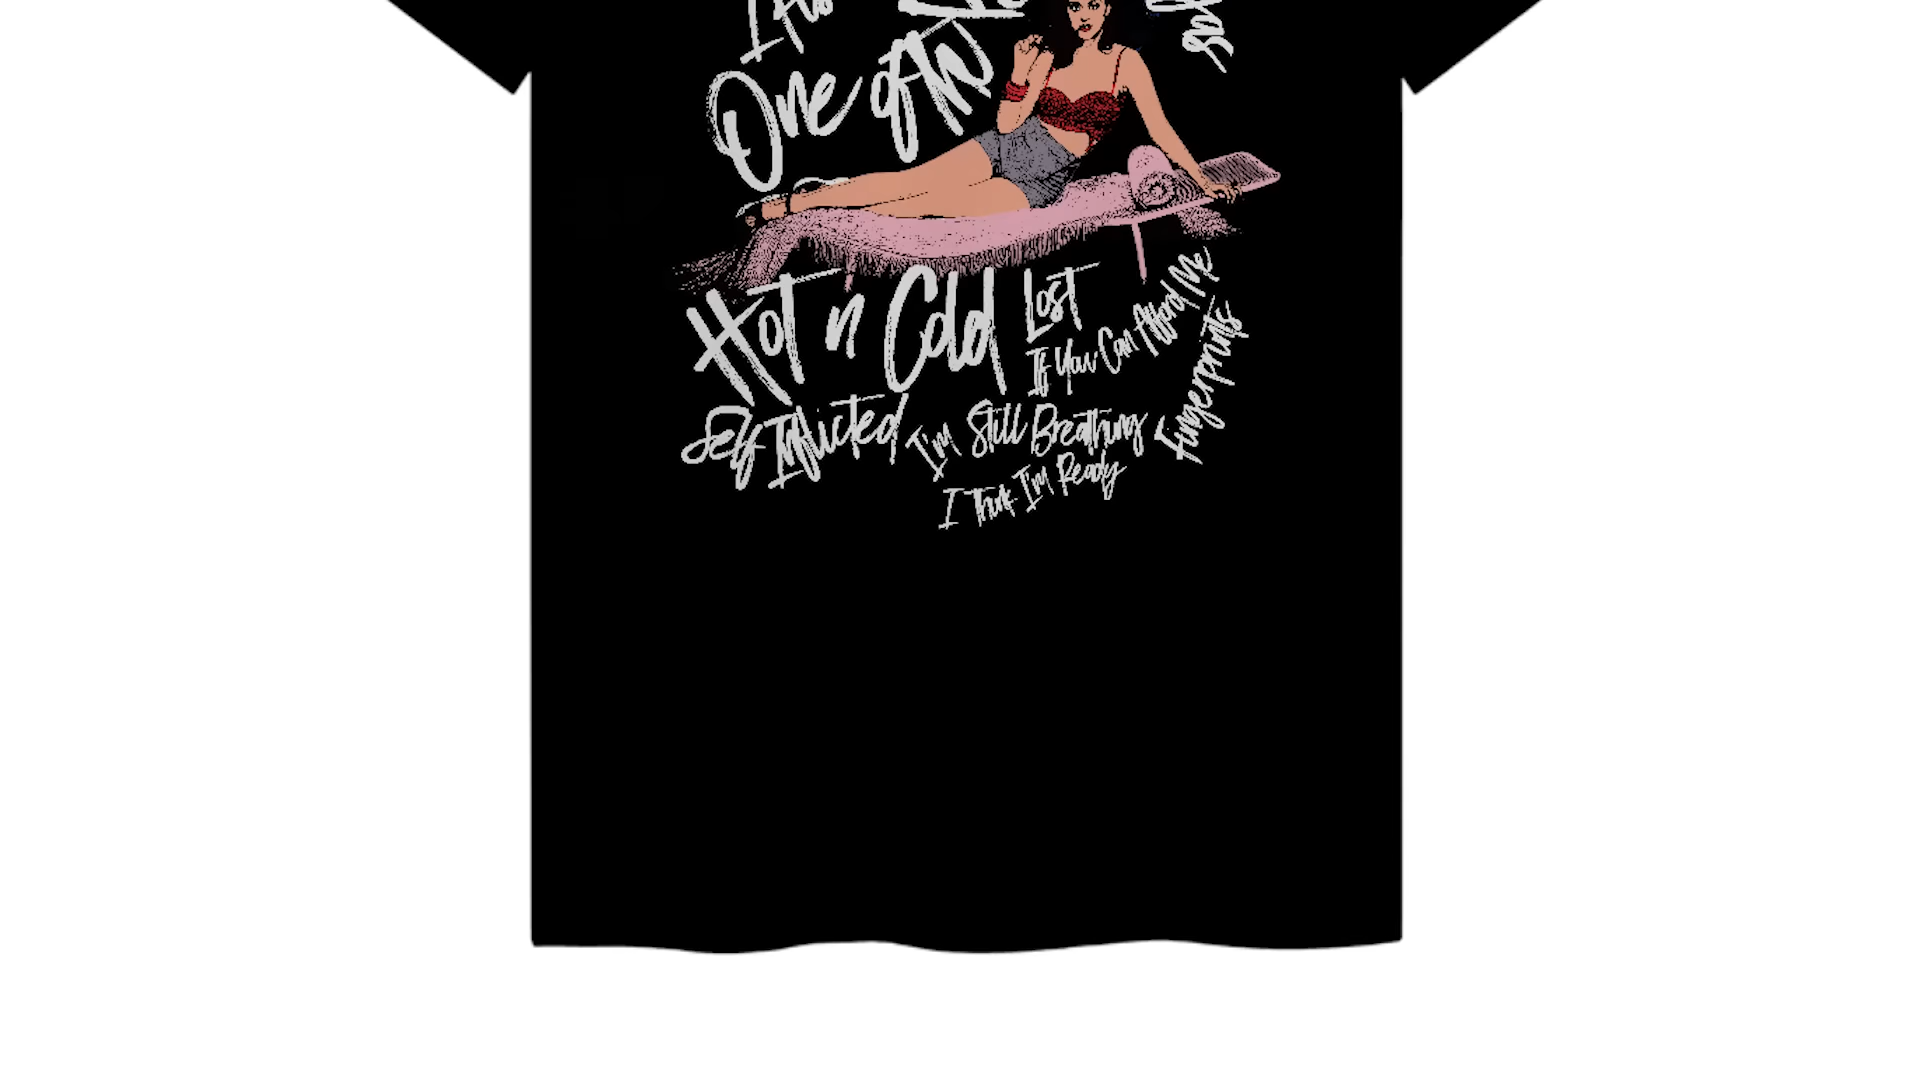 One of the
Hot n Cold
Lost
If You Can Afford Me
Fingerprints
Self Inflicted
I'm Still Breathing
I Think I'm Ready